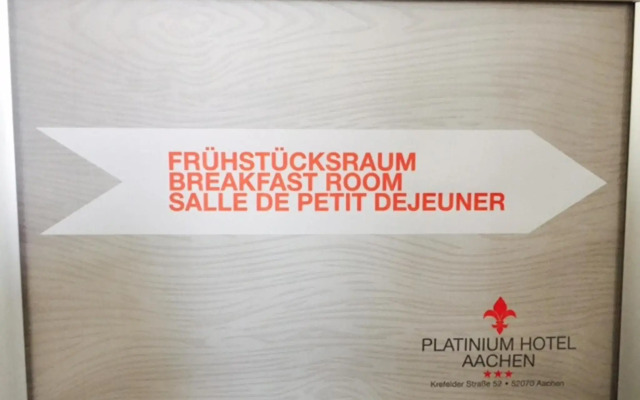 FRÜHSTÜCKSRAUM
BREAKFAST ROOM
SALLE DE PETIT DEJEUNER
PLATINIUM HOTEL
AACHEN
★★★
Krefelder Straße 52 • 52070 Aachen